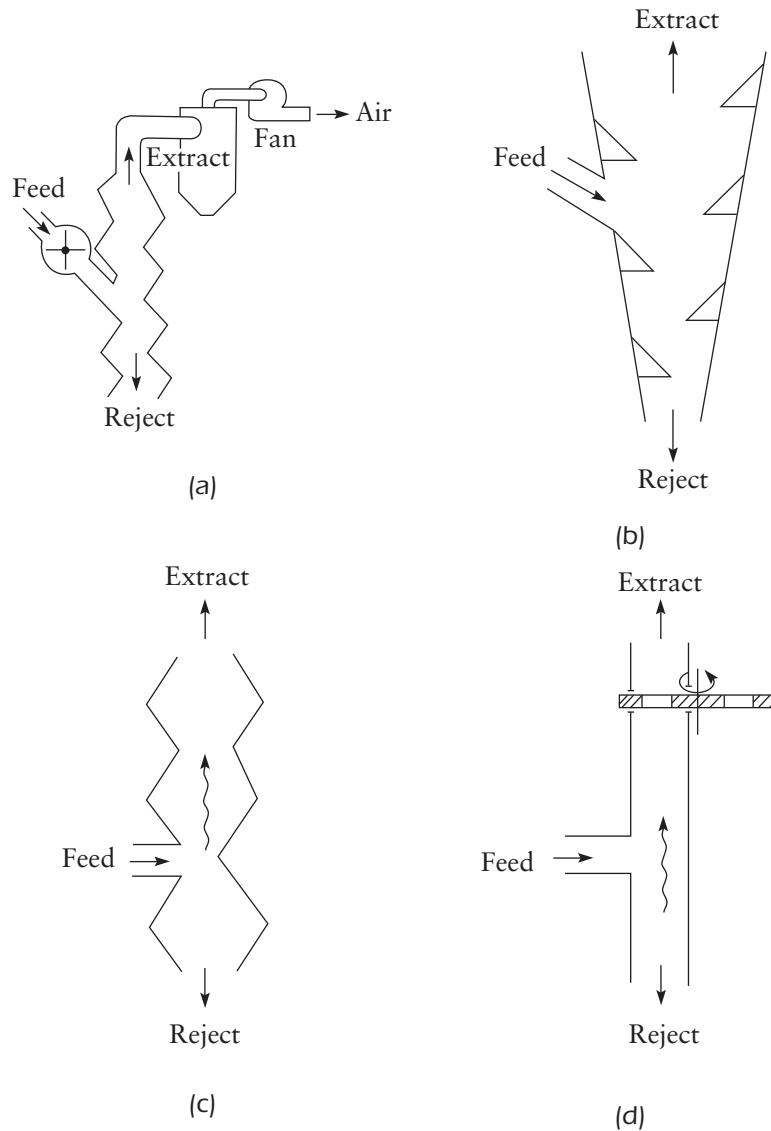 Air
Fan
Extract
Feed
Reject
(a)
Extract
Feed
Reject
(b)
Extract
Feed
Reject
(c)
Extract
Feed
Reject
(d)